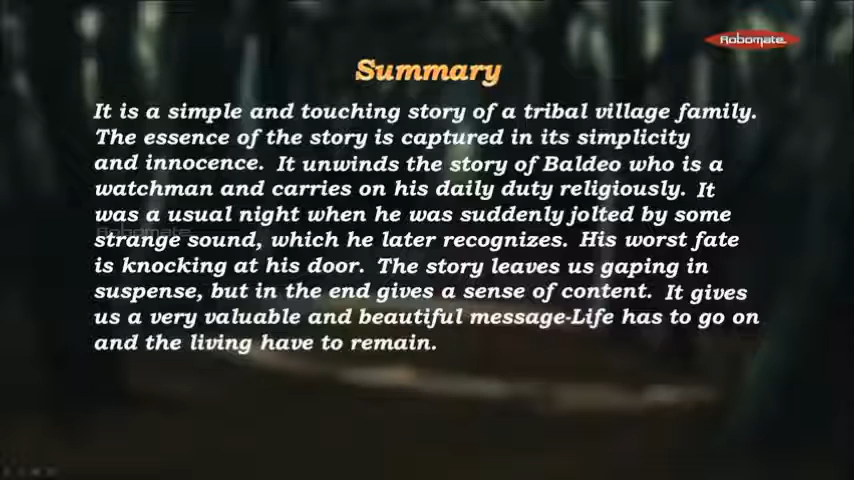 Robomate
Summary
It is a simple and touching story of a tribal village family.
The essence of the story is captured in its simplicity
and innocence. It unwinds the story of Baldeo who is a
watchman and carries on his daily duty religiously. It
was a usual night when he was suddenly jolted by some
Robomate
strange sound, which he later recognizes. His worst fate
is knocking at his door. The story leaves us gaping in
suspense, but in the end gives a sense of content. It gives
us a very valuable and beautiful message-Life has to go on
and the living have to remain.